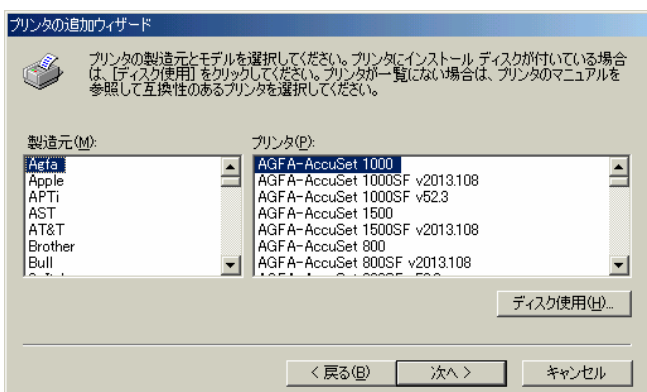 プリンタの追加ウィザード
プリンタの製造元とモデルを選択してください。プリンタにインストール ディスクが付いている場合
は、[ディスク使用] をクリックしてください。プリンタが一覧にない場合は、プリンタのマニュアルを
参照して互換性のあるプリンタを選択してください。
製造元(M):
Agfa
Apple
APTi
AST
AT&T
Brother
Bull
プリンタ(P):
AGFA-AccuSet 1000
AGFA-AccuSet 1000SF v2013.108
AGFA-AccuSet 1000SF v52.3
AGFA-AccuSet 1500
AGFA-AccuSet 1500SF v2013.108
AGFA-AccuSet 800
AGFA-AccuSet 800SF v2013.108
ディスク使用(H)...
< 戻る(B)
次へ >
キャンセル